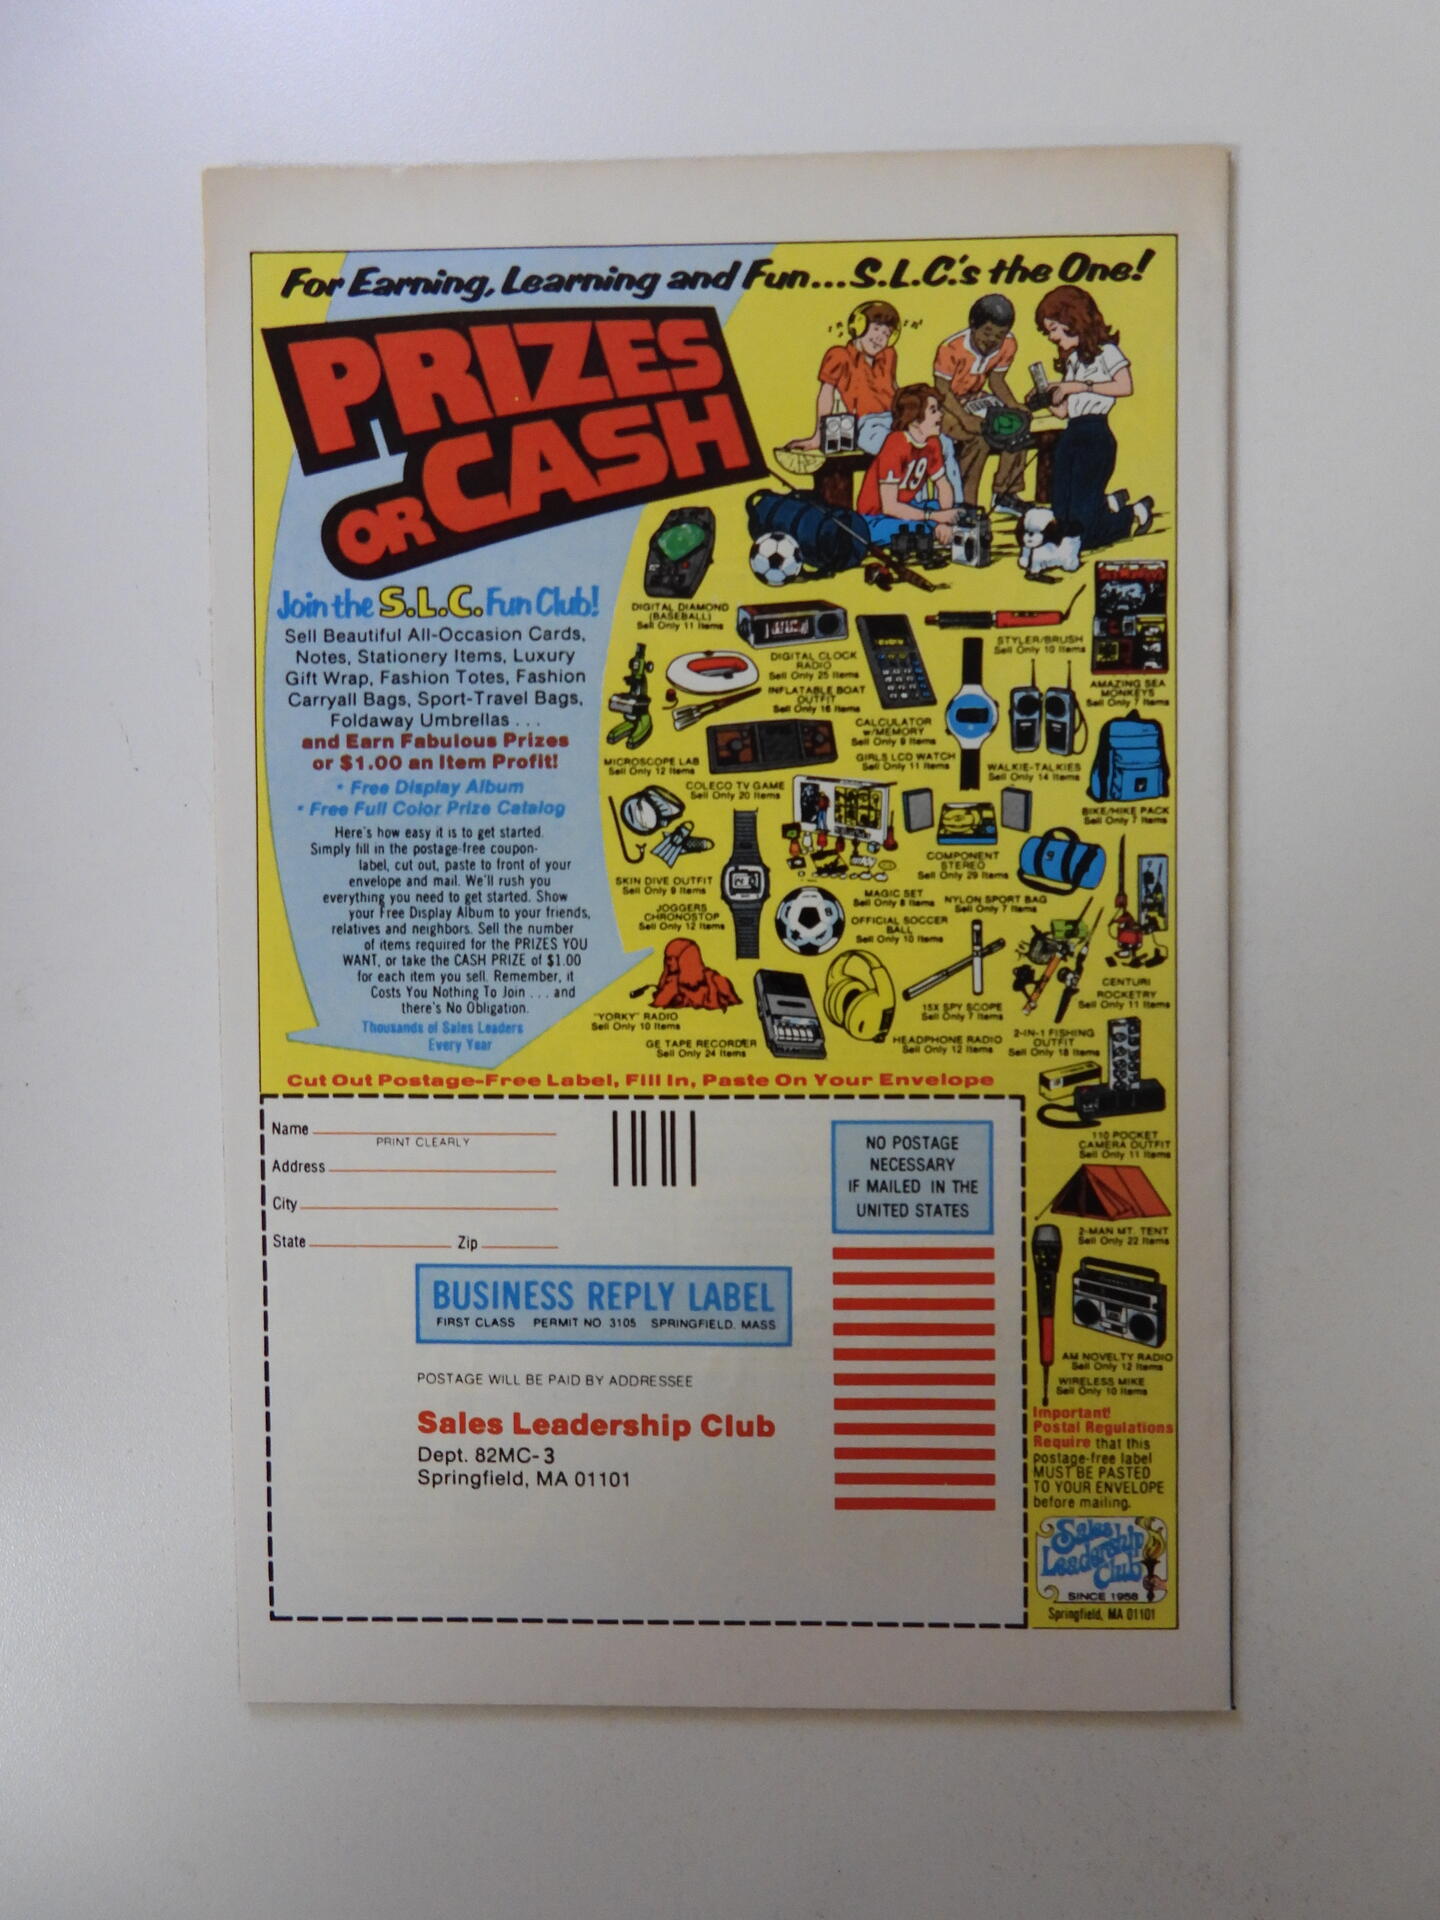 For Earning, Learning and Fun...S.L.C.'s the One!
PRIZES
OR CASH
Join the S.L.C. Fun Club!
Sell Beautiful All-Occasion Cards,
Notes, Stationery Items, Luxury
Gift Wrap, Fashion Totes, Fashion
Carryall Bags, Sport-Travel Bags,
Foldaway Umbrellas . . .
and Earn Fabulous Prizes
or $1.00 an Item Profit!
* Free Display Album
* Free Full Color Prize Catalog
Here's how easy it is to get started.
Simply fill in the postage-free coupon-
label, cut out, paste to front of your
envelope and mail. We'll rush you
everything you need to get started. Show
your Free Display Album to your friends,
relatives and neighbors. Sell the number
of items required for the PRIZES YOU
WANT, or take the CASH PRIZE of $1.00
for each item you sell. Remember, it
Costs You Nothing To Join . . . and
there's No Obligation.
Thousands of Sales Leaders
Every Year
19
DIGITAL DIAMOND
(BASEBALL)
Sell Only 11 Items
DIGITAL CLOCK
RADIO
Sell Only 25 Items
STYLER/BRUSH
Sell Only 10 Items
AMAZING SEA
MONKEYS
Sell Only 7 Items
INFLATABLE BOAT
OUTFIT
Sell Only 16 Items
CALCULATOR
w/MEMORY
Sell Only 9 Items
MICROSCOPE LAB
Sell Only 12 Items
GIRLS LCD WATCH
Sell Only 11 Items
WALKIE-TALKIES
Sell Only 14 Items
COLECO TV GAME
Sell Only 20 Items
BIKE/HIKE PACK
Sell Only 7 Items
COMPONENT
STEREO
Sell Only 29 Items
SKIN DIVE OUTFIT
Sell Only 9 Items
MAGIC SET
Sell Only 8 Items
NYLON SPORT BAG
Sell Only 7 Items
JOGGERS
CHRONOSTOP
Sell Only 12 Items
OFFICIAL SOCCER
BALL
Sell Only 10 Items
CENTURI
ROCKETRY
Sell Only 11 Items
"YORKY" RADIO
Sell Only 10 Items
15X SPY SCOPE
Sell Only 7 Items
GE TAPE RECORDER
Sell Only 24 Items
HEADPHONE RADIO
Sell Only 12 Items
2-IN-1 FISHING
OUTFIT
Sell Only 18 Items
110 POCKET
CAMERA OUTFIT
Sell Only 11 Items
2-MAN MT. TENT
Sell Only 22 Items
AM NOVELTY RADIO
Sell Only 12 Items
WIRELESS MIKE
Sell Only 10 Items
Important!
Postal Regulations
Require that this
postage-free label
MUST BE PASTED
TO YOUR ENVELOPE
before mailing.
Sales
Leadership
Club
SINCE 1958
Springfield, MA 01101
Cut Out Postage-Free Label, Fill In, Paste On Your Envelope
Name
PRINT CLEARLY
Address
City
State Zip
NO POSTAGE
NECESSARY
IF MAILED IN THE
UNITED STATES
BUSINESS REPLY LABEL
FIRST CLASS PERMIT NO 3105 SPRINGFIELD. MASS
POSTAGE WILL BE PAID BY ADDRESSEE
Sales Leadership Club
Dept. 82MC-3
Springfield, MA 01101